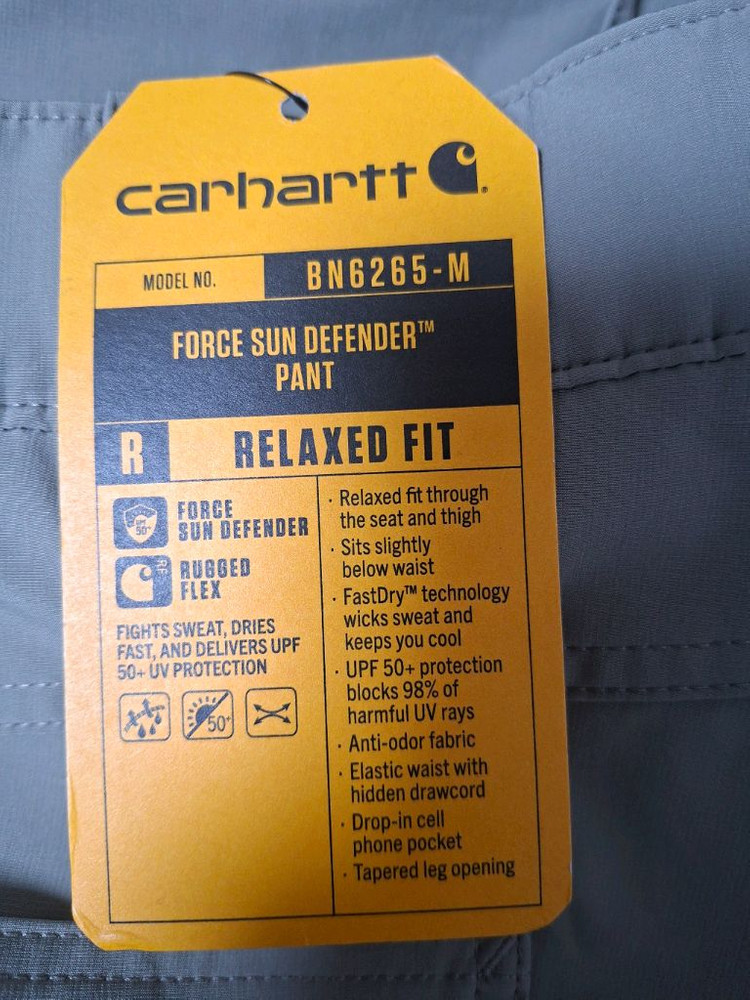 carhartt
MODEL NO. BN6265-M
FORCE SUN DEFENDER™
PANT
R RELAXED FIT
UPF
50+
FORCE
SUN DEFENDER
RF
RUGGED
FLEX
FIGHTS SWEAT, DRIES
FAST, AND DELIVERS UPF
50+ UV PROTECTION
50+
· Relaxed fit through
the seat and thigh
· Sits slightly
below waist
· FastDry™ technology
wicks sweat and
keeps you cool
· UPF 50+ protection
blocks 98% of
harmful UV rays
· Anti-odor fabric
· Elastic waist with
hidden drawcord
· Drop-in cell
phone pocket
· Tapered leg opening